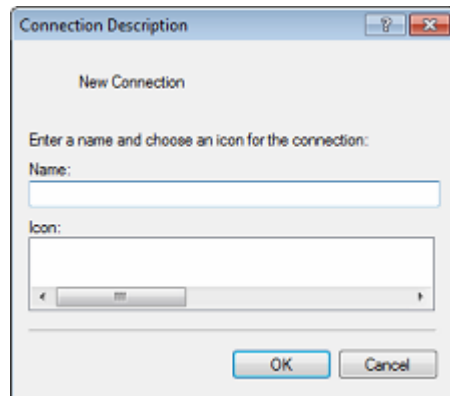 Connection Description
?
New Connection
Enter a name and choose an icon for the connection:
Name:
Icon:
OK
Cancel